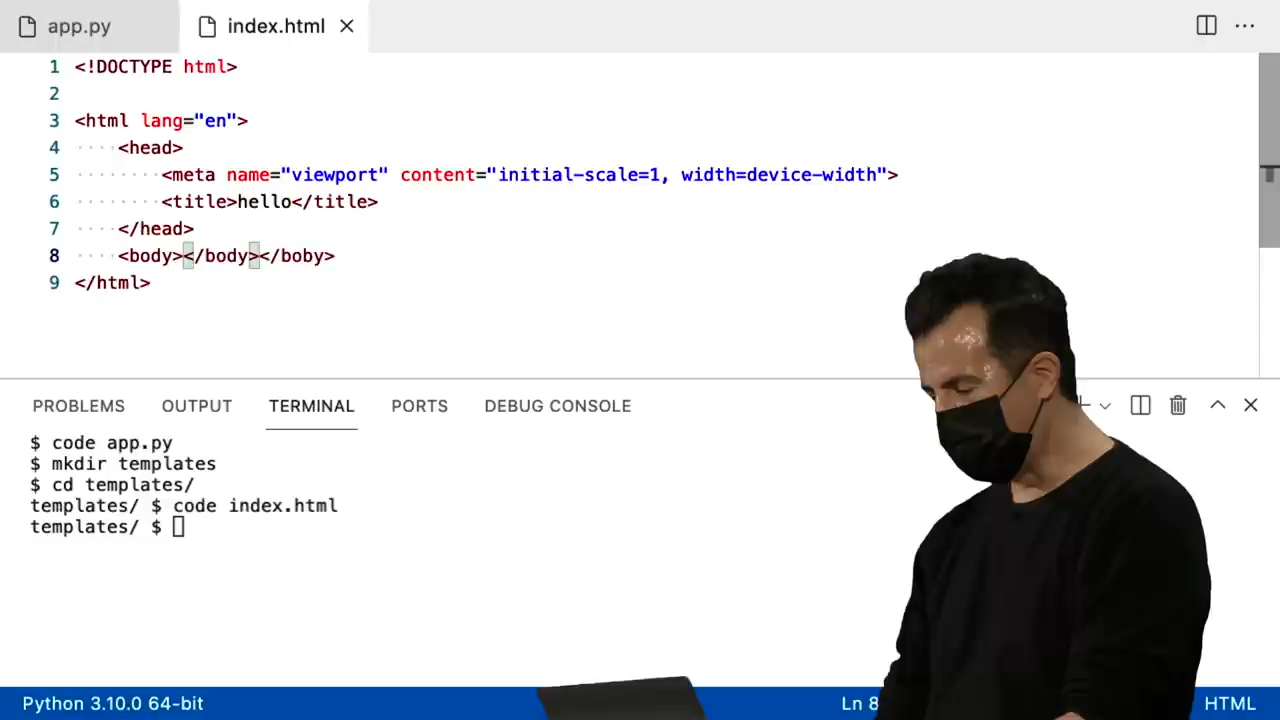 app.py
index.html
1 <!DOCTYPE html>
2
3 <html lang="en">
4 <head>
5 <meta name="viewport" content="initial-scale=1, width=device-width">
6 <title>hello</title>
7 </head>
8 <body></body></boby>
9 </html>
PROBLEMS OUTPUT TERMINAL PORTS DEBUG CONSOLE
$ code app.py
$ mkdir templates
$ cd templates/
templates/ $ code index.html
templates/ $
Python 3.10.0 64-bit
Ln 8
HTML